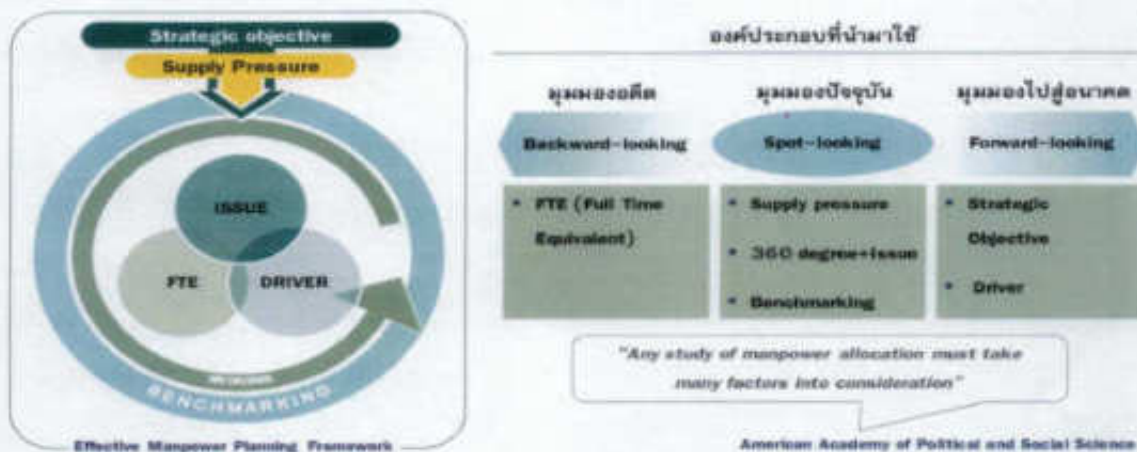 Strategic objective
Supply Pressure
ISSUE
FTE
DRIVER
BENCHMARKING
Effective Manpower Planning Framework
องค์ประกอบที่นำมาใช้
มุมมองอดีต
มุมมองปัจจุบัน
มุมมองไปสู่อนาคต
Backward-looking
Spot-looking
Forward-looking
• FTE (Full Time
Equivalent)
• Supply pressure
• 360 degree+Issue
• Benchmarking
• Strategic
Objective
• Driver
"Any study of manpower allocation must take
many factors into consideration"
American Academy of Political and Social Science